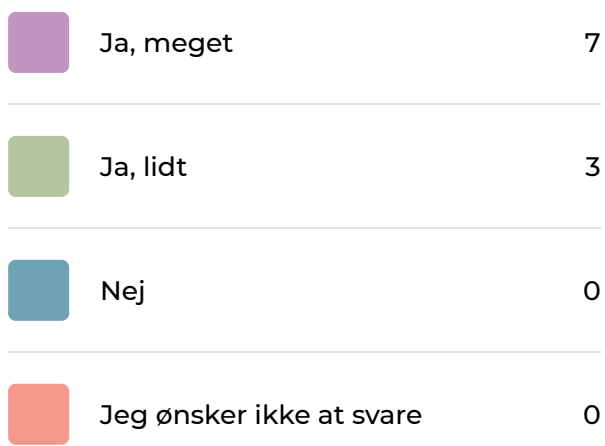 Ja, meget 7
Ja, lidt 3
Nej 0
Jeg ønsker ikke at svare 0